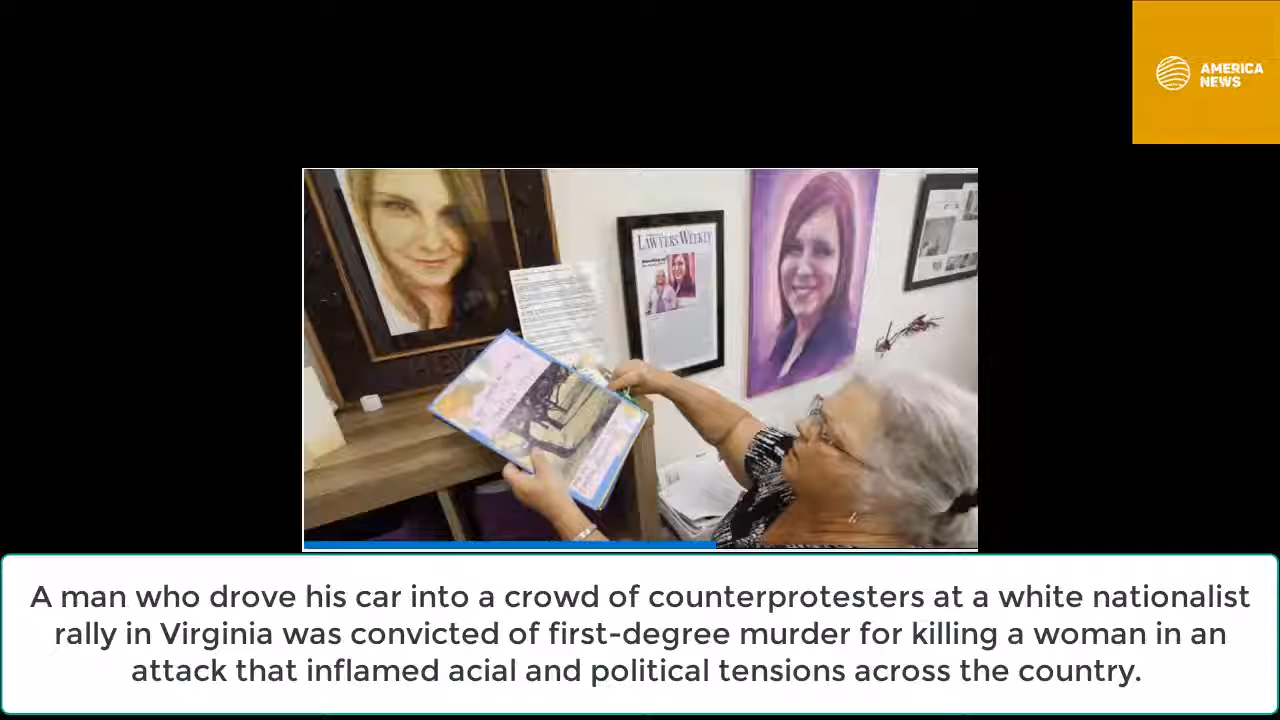 AMERICA
NEWS
LAWYERS WEEKLY
A man who drove his car into a crowd of counterprotesters at a white nationalist
rally in Virginia was convicted of first-degree murder for killing a woman in an
attack that inflamed acial and political tensions across the country.